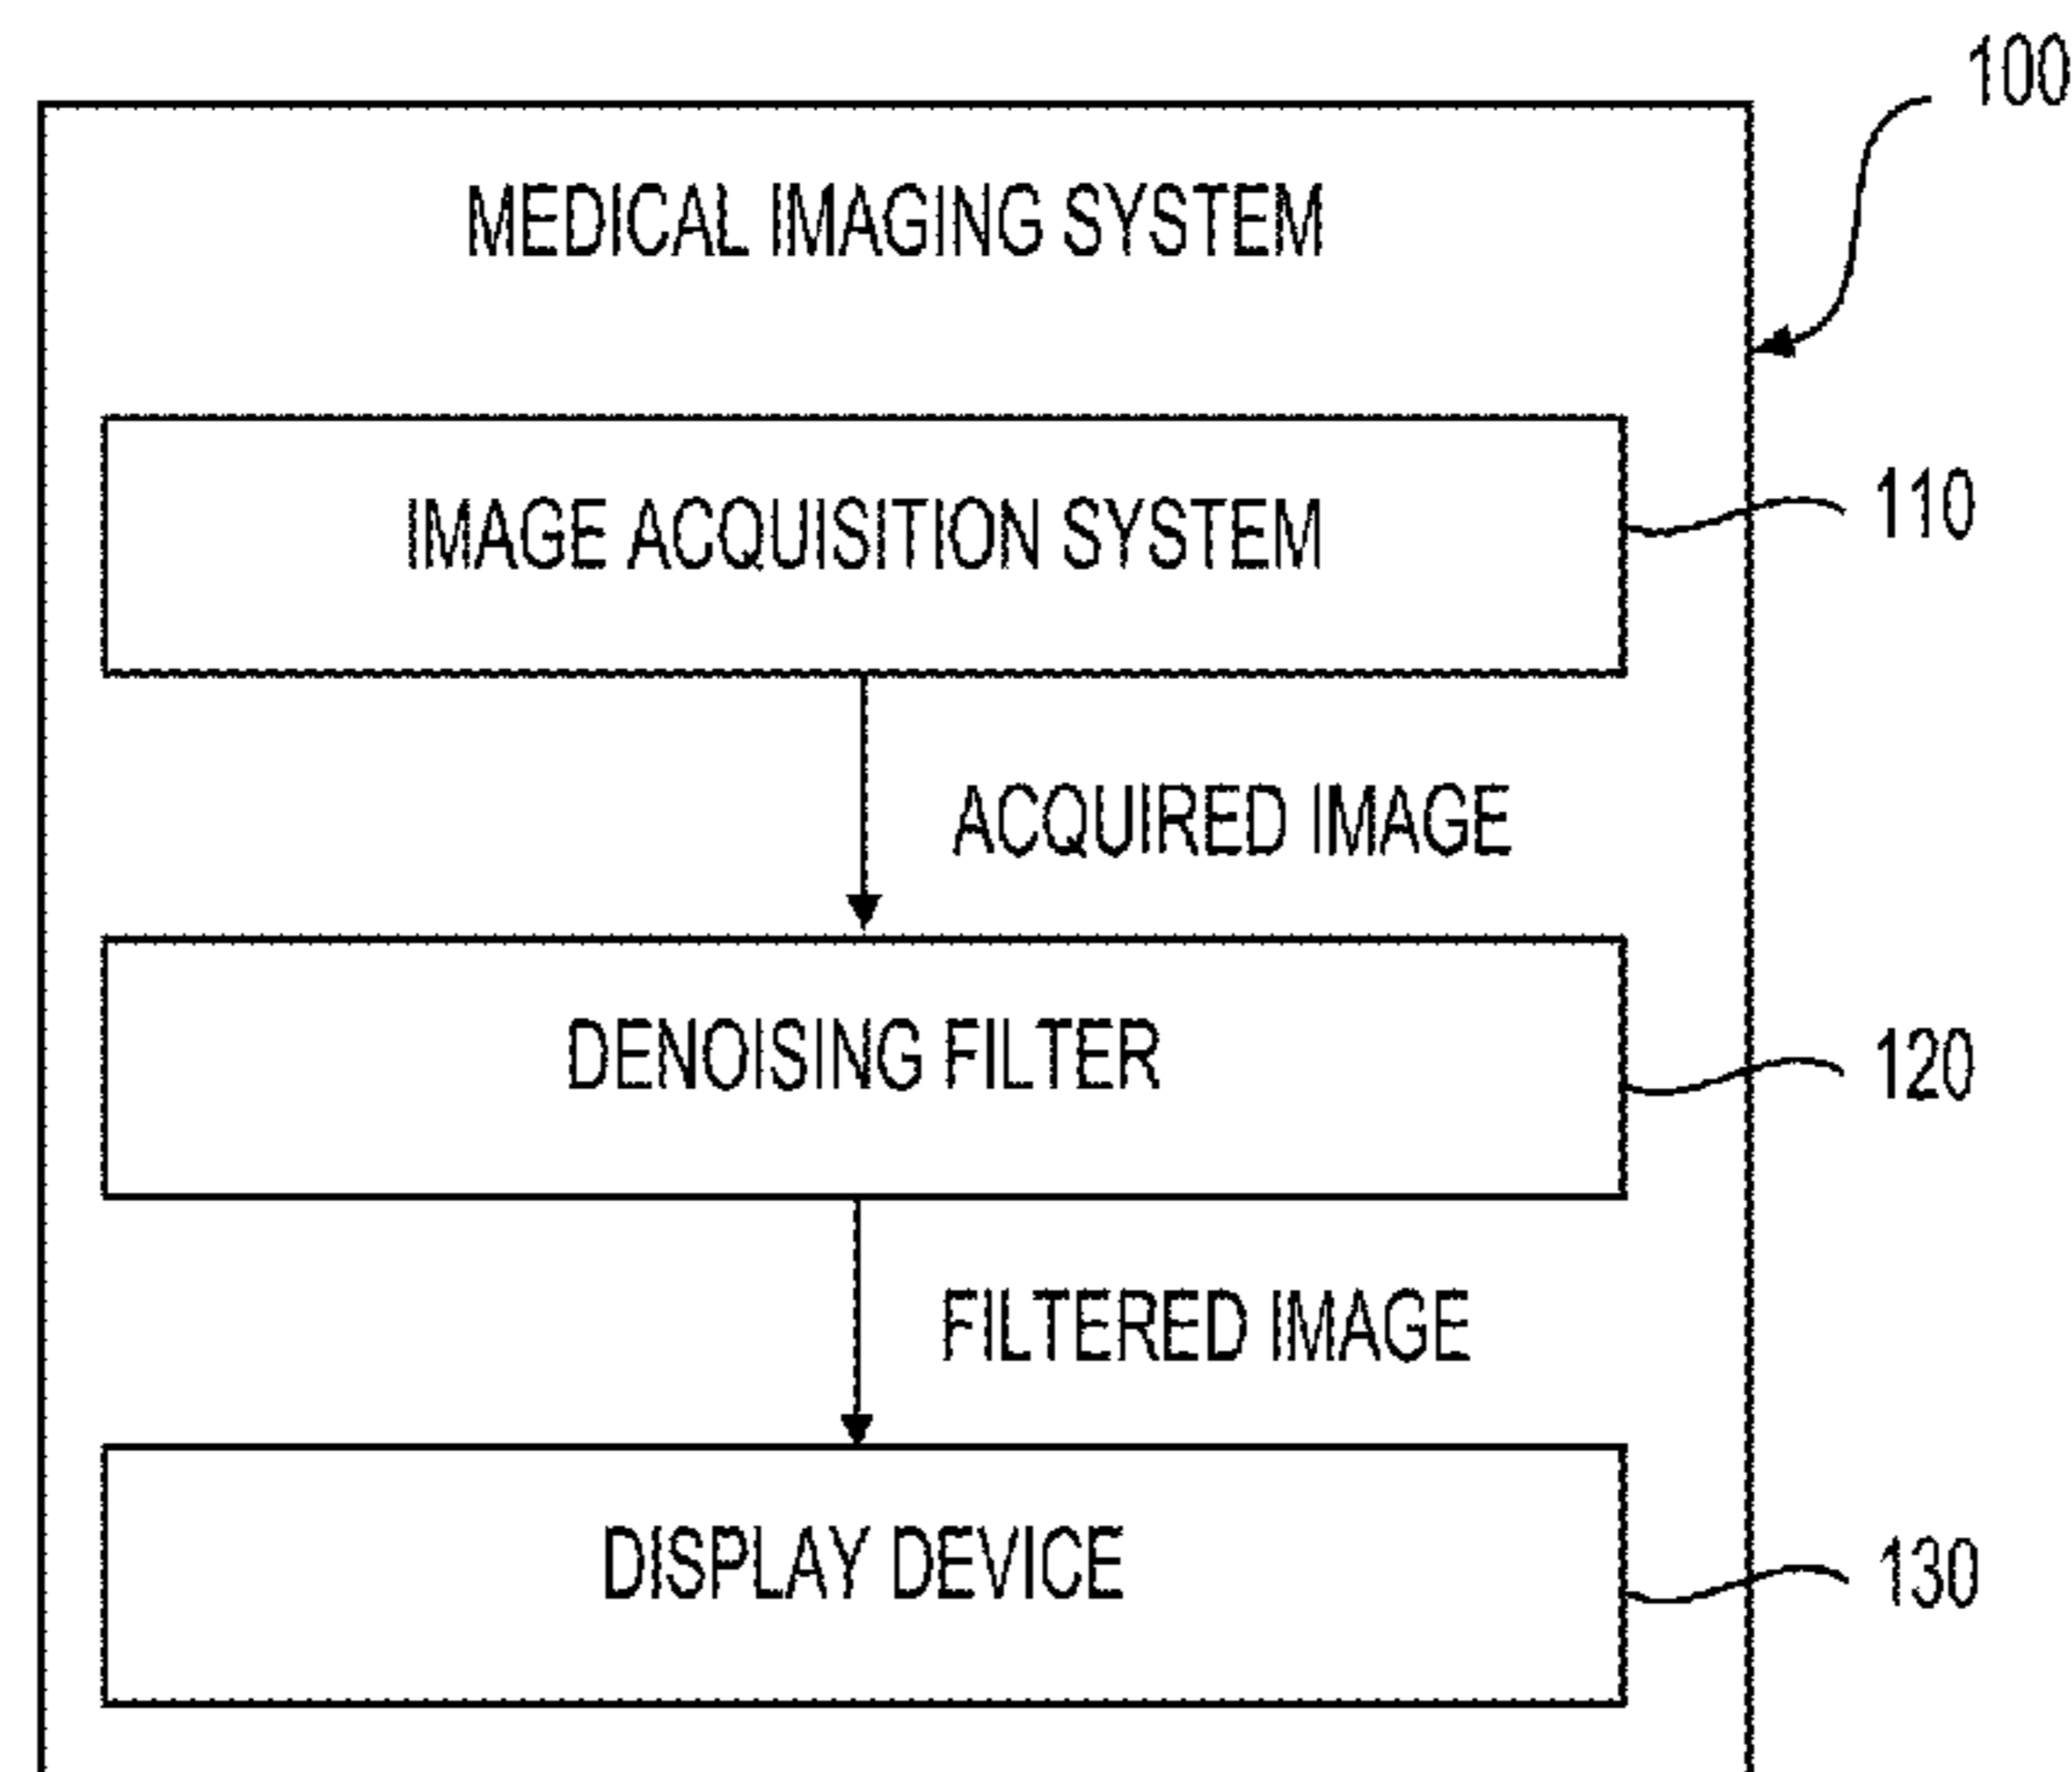 100
MEDICAL IMAGING SYSTEM
IMAGE ACQUISITION SYSTEM
110
ACQUIRED IMAGE
DENOISING FILTER
120
FILTERED IMAGE
DISPLAY DEVICE
130